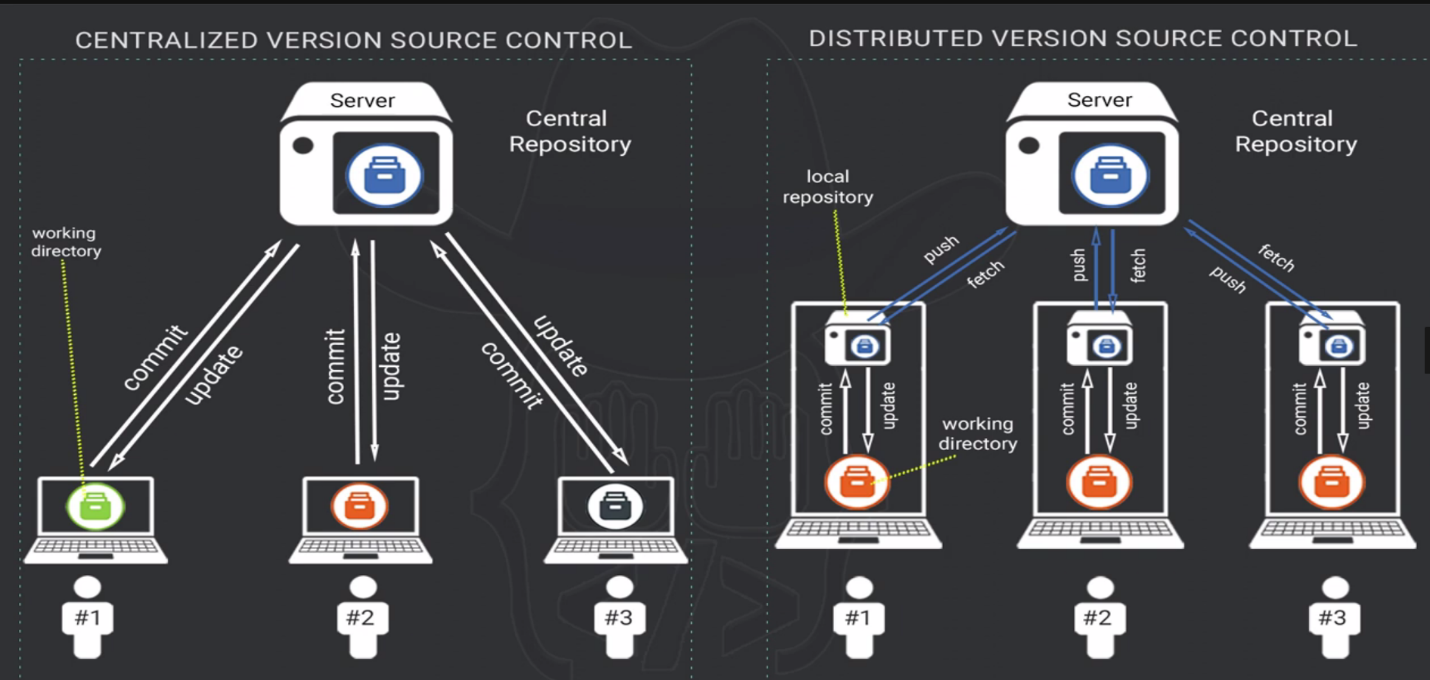 CENTRALIZED VERSION SOURCE CONTROL
Server
Central
Repository
working
directory
commit
update
commit
update
update
commit
#1
#2
#3
DISTRIBUTED VERSION SOURCE CONTROL
Server
Central
Repository
local
repository
push
fetch
push
fetch
fetch
push
commit
update
working
directory
commit
update
commit
update
#1
#2
#3